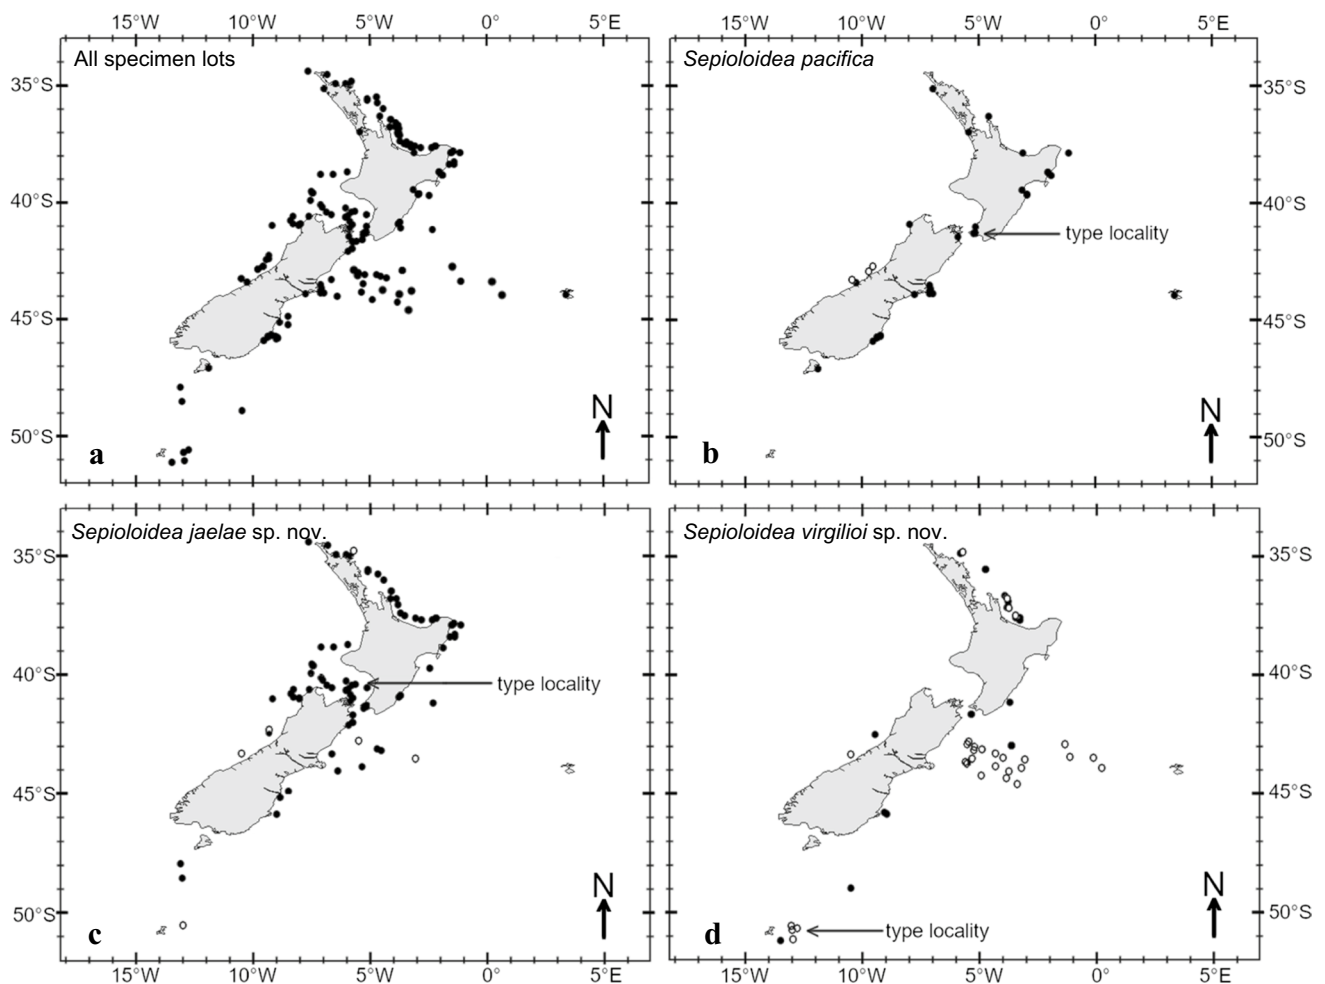 15°W 10°W 5°W 0° 5°E 15°W 10°W 5°W 0° 5°E
All specimen lots
Sepioloidea pacifica
35°S 35°S
40°S 40°S
type locality
45°S 45°S
N N
50°S 50°S
a b
Sepioloidea jaelae sp. nov.
Sepioloidea virgilioi sp. nov.
35°S 35°S
40°S 40°S
type locality
45°S 45°S
N N
50°S 50°S
c d
type locality
15°W 10°W 5°W 0° 5°E 15°W 10°W 5°W 0° 5°E